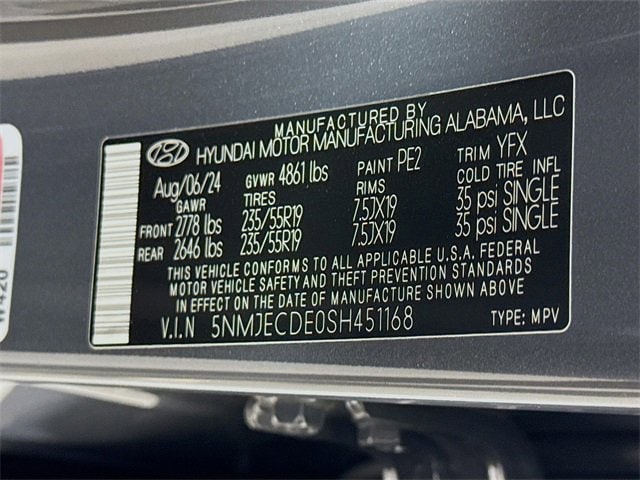 MANUFACTURED BY
HYUNDAI MOTOR MANUFACTURING ALABAMA, LLC
Aug/06/24 GVWR 4861 lbs PAINT PE2 TRIM YFX
GAWR TIRES RIMS COLD TIRE INFL
FRONT 2778 lbs 235/55R19 7.5JX19 35 psi SINGLE
REAR 2646 lbs 235/55R19 7.5JX19 35 psi SINGLE
THIS VEHICLE CONFORMS TO ALL APPLICABLE U.S.A. FEDERAL
MOTOR VEHICLE SAFETY AND THEFT PREVENTION STANDARDS
IN EFFECT ON THE DATE OF MANUFACTURE SHOWN ABOVE
V.I.N 5NMJECDE0SH451168 TYPE: MPV